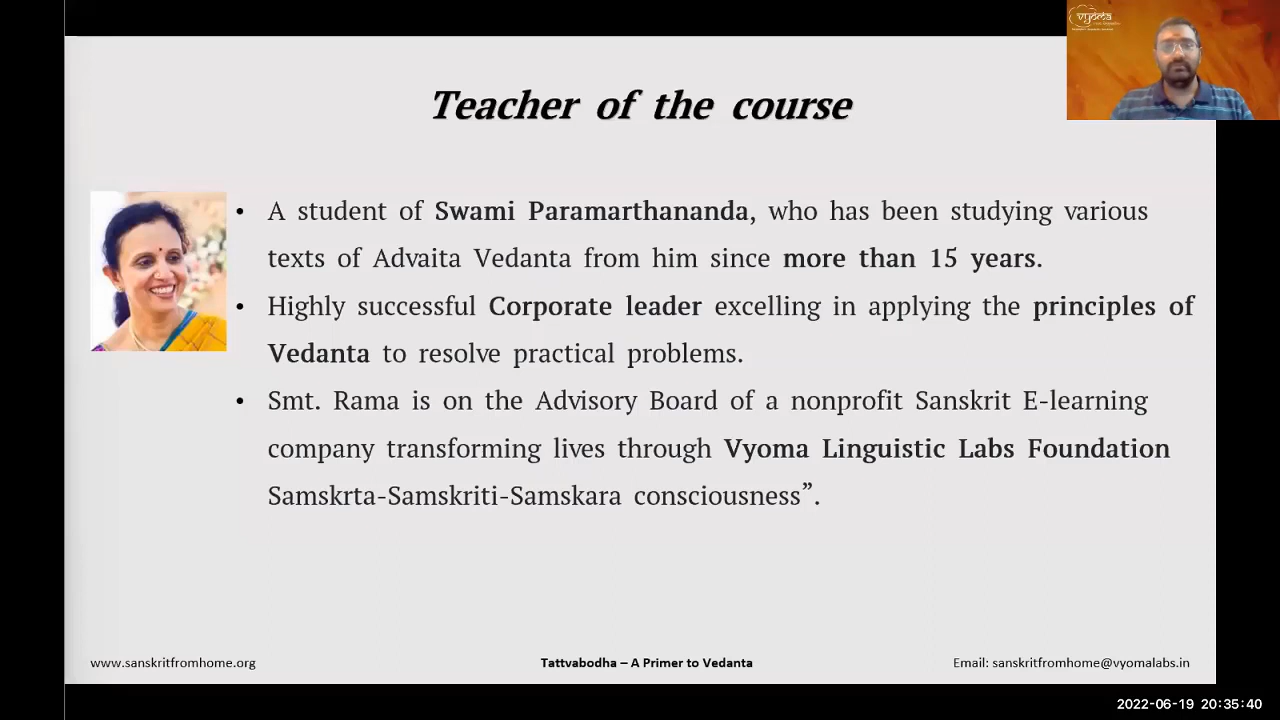 vyoma
Teacher of the course
• A student of Swami Paramarthananda, who has been studying various
texts of Advaita Vedanta from him since more than 15 years.
• Highly successful Corporate leader excelling in applying the principles of
Vedanta to resolve practical problems.
• Smt. Rama is on the Advisory Board of a nonprofit Sanskrit E-learning
company transforming lives through Vyoma Linguistic Labs Foundation
Samskrta-Samskriti-Samskara consciousness”.
www.sanskritfromhome.org
Tattvabodha – A Primer to Vedanta
Email: sanskritfromhome@vyomalabs.in
2022-06-19 20:35:40